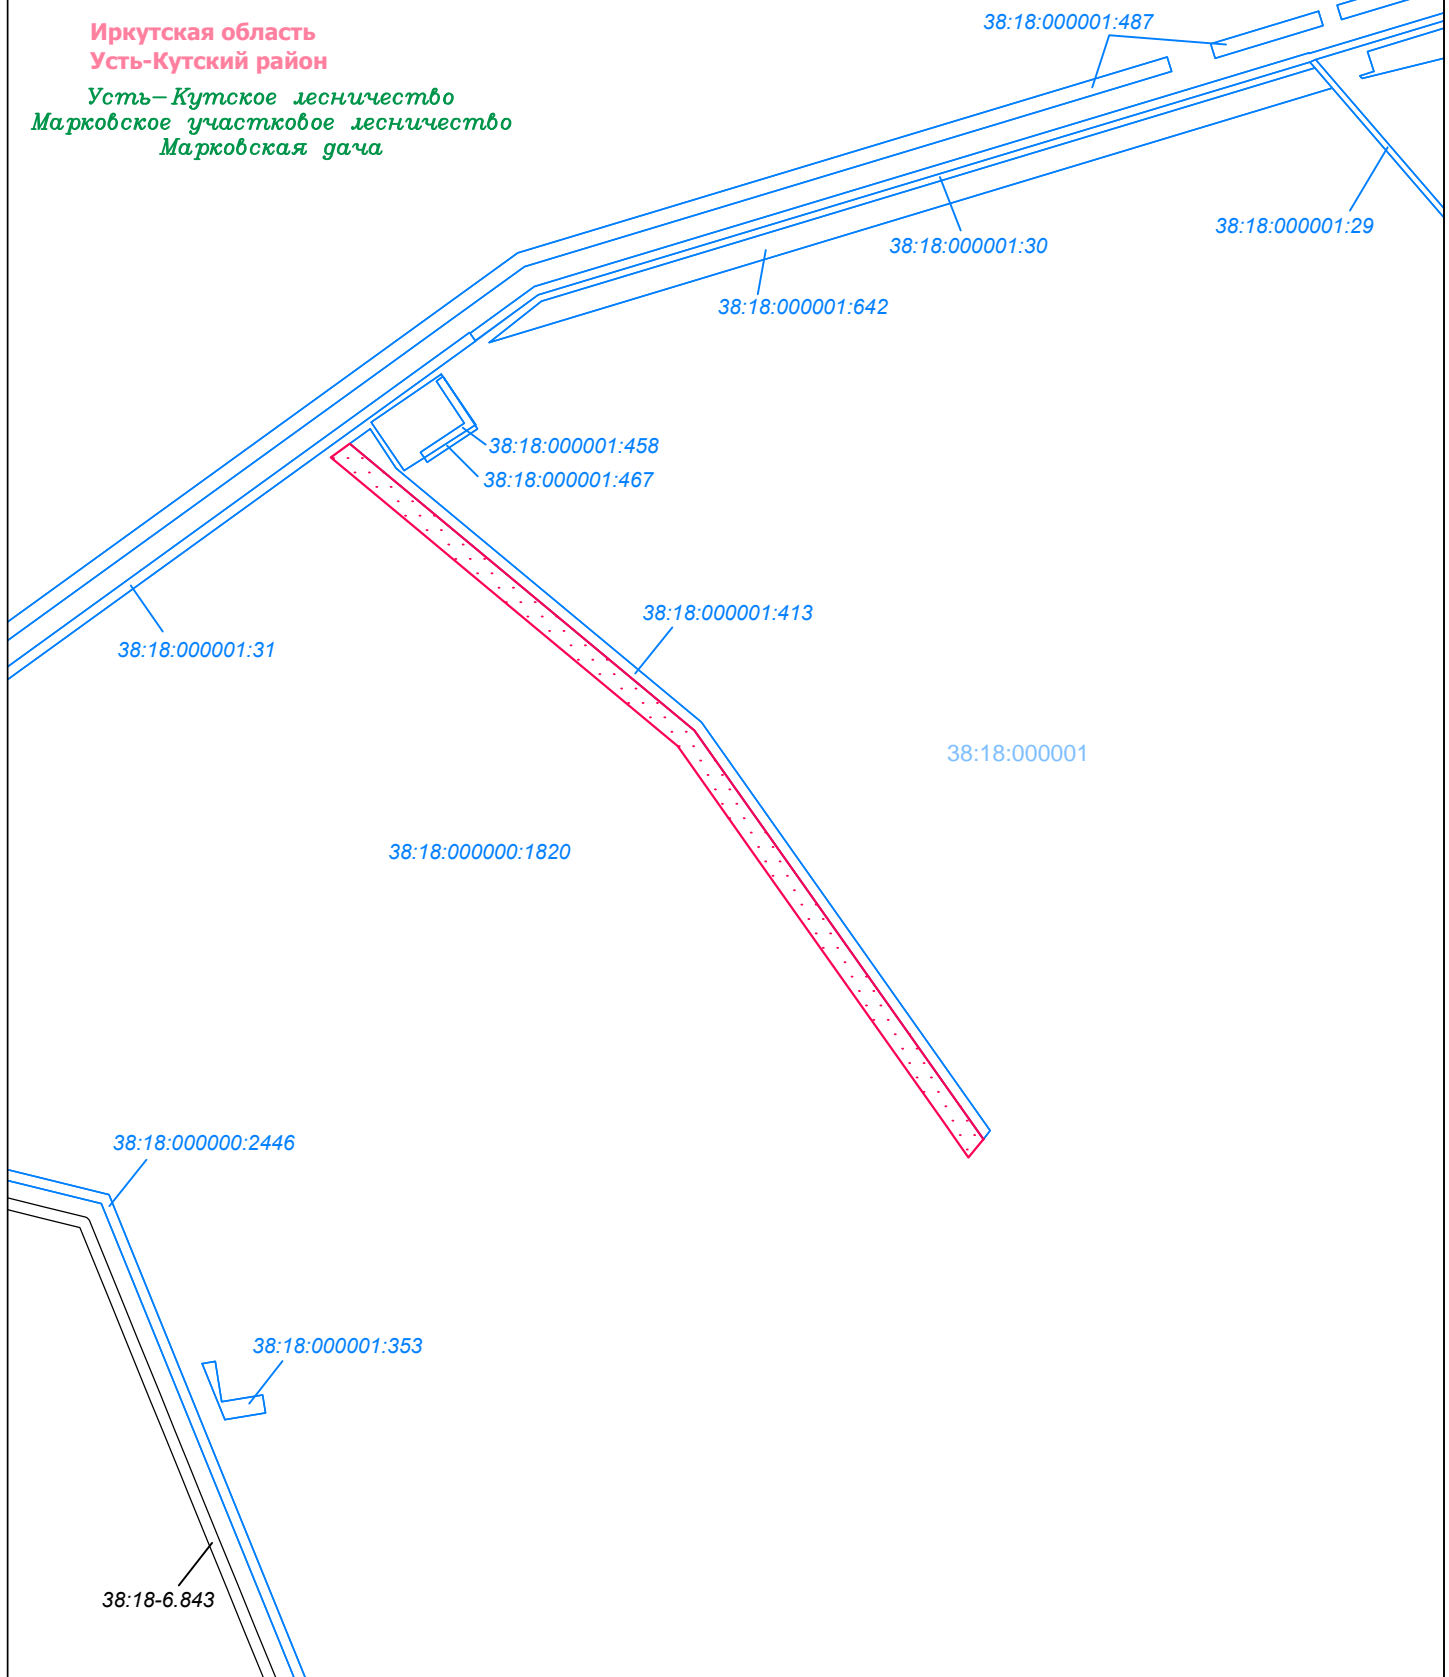 Иркутская область
Усть-Кутский район
Усть-Кутское лесничество
Марковское участковое лесничество
Марковская дача
38:18:000001:487
38:18:000001:29
38:18:000001:30
38:18:000001:642
38:18:000001:458
38:18:000001:467
38:18:000001:413
38:18:000001:31
38:18:000001
38:18:000000:1820
38:18:000000:2446
38:18:000001:353
38:18-6.843